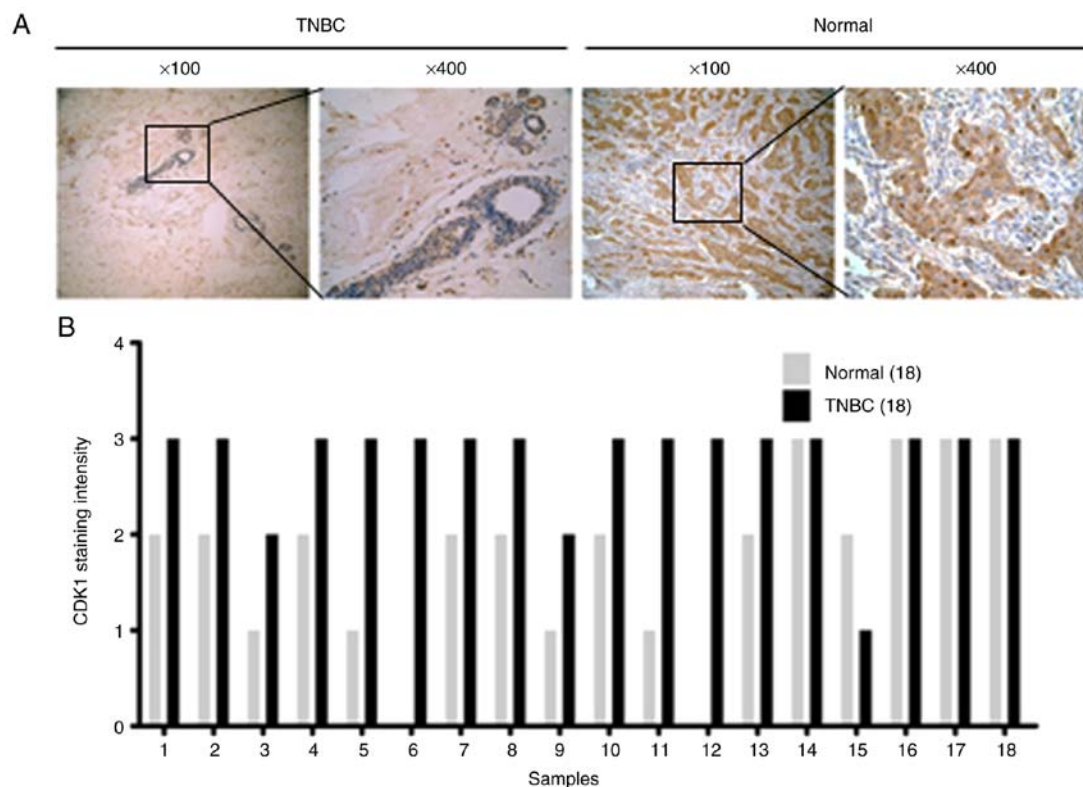 A
TNBC
Normal
×100
×400
×100
×400
B
4
3
2
1
0
CDK1 staining intensity
Normal (18)
TNBC (18)
1 2 3 4 5 6 7 8 9 10 11 12 13 14 15 16 17 18
Samples